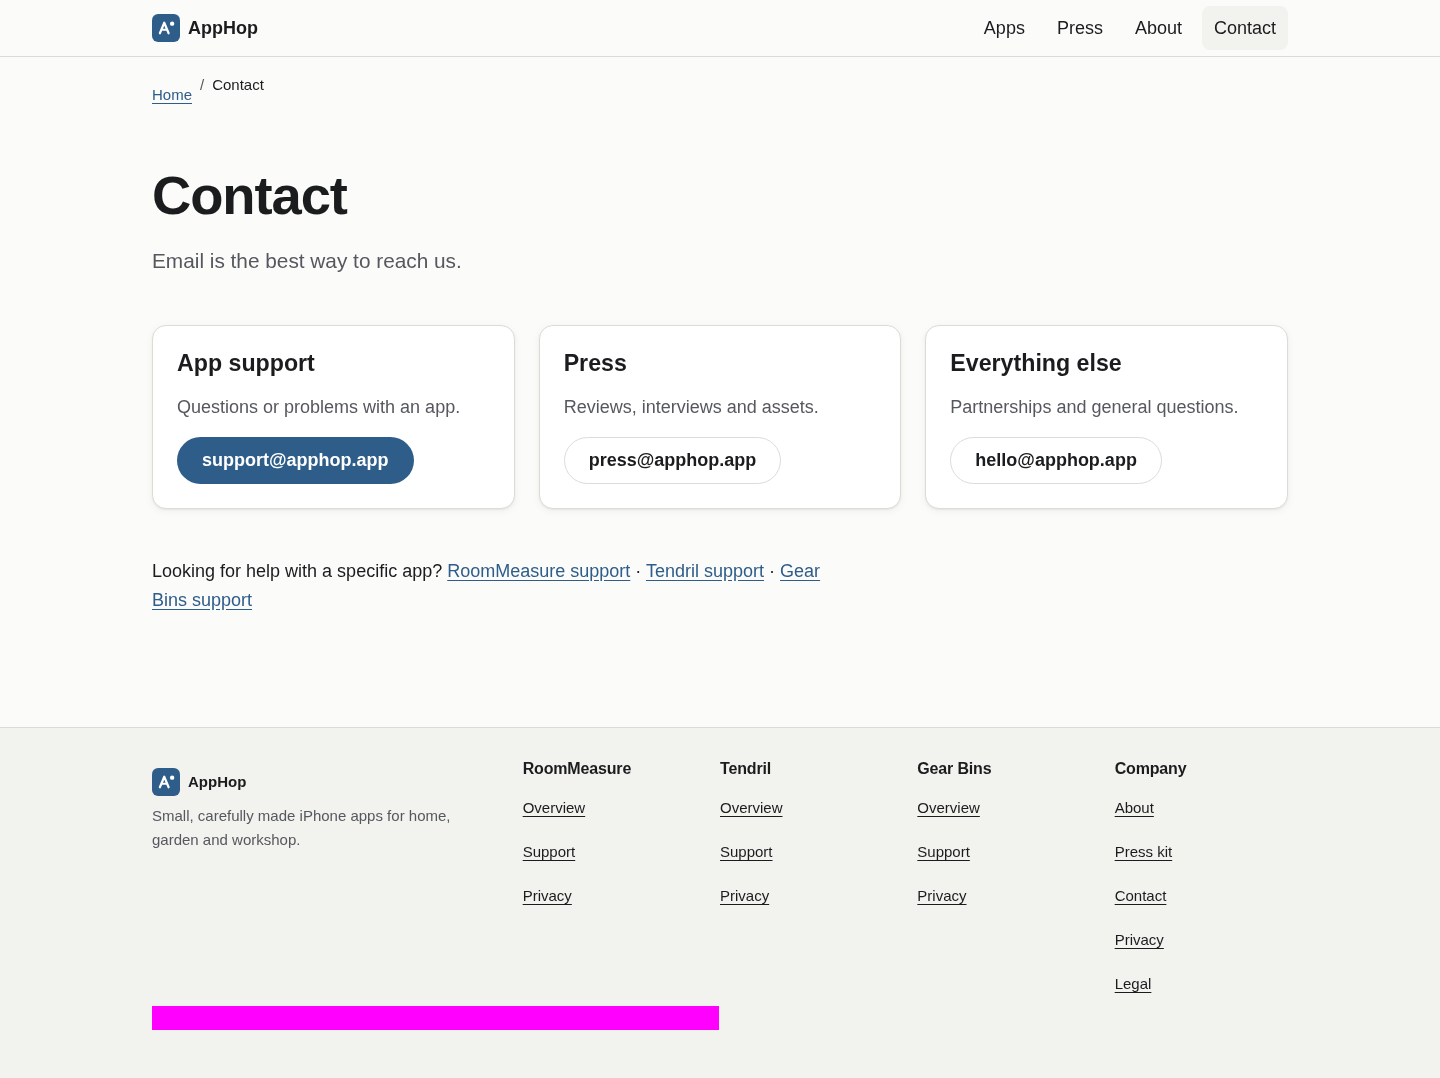 AppHop
Apps
Press
About
Contact
Home / Contact
Contact
Email is the best way to reach us.
App support
Questions or problems with an app.
support@apphop.app
Press
Reviews, interviews and assets.
press@apphop.app
Everything else
Partnerships and general questions.
hello@apphop.app
Looking for help with a specific app? RoomMeasure support · Tendril support · Gear
Bins support
AppHop
Small, carefully made iPhone apps for home,
garden and workshop.
RoomMeasure
Overview
Support
Privacy
Tendril
Overview
Support
Privacy
Gear Bins
Overview
Support
Privacy
Company
About
Press kit
Contact
Privacy
Legal